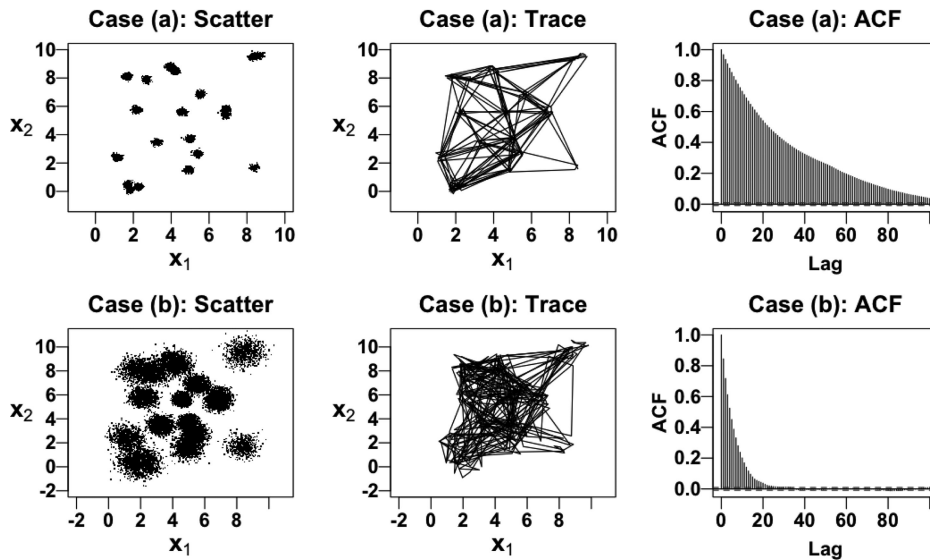 Case (a): Scatter
Case (a): Trace
Case (a): ACF
10
8
6
4
2
0
x2
0 2 4 6 8 10
x1
10
8
6
4
2
0
x2
0 2 4 6 8 10
x1
1.0
0.8
0.6
0.4
0.2
0.0
ACF
0 20 40 60 80
Lag
Case (b): Scatter
Case (b): Trace
Case (b): ACF
10
8
6
4
2
0
-2
x2
-2 0 2 4 6 8
x1
10
8
6
4
2
0
-2
x2
-2 0 2 4 6 8
x1
1.0
0.8
0.6
0.4
0.2
0.0
ACF
0 20 40 60 80
Lag